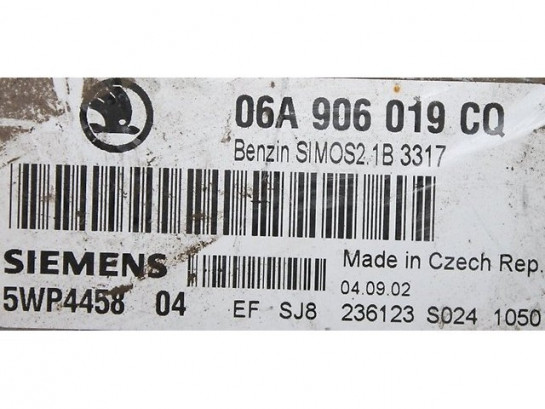 06A 906 019 CQ
Benzin SIMOS2.1B 3317
SIEMENS
Made in Czech Rep.
04.09.02
5WP4458 04 EF SJ8 236123 S024 1050